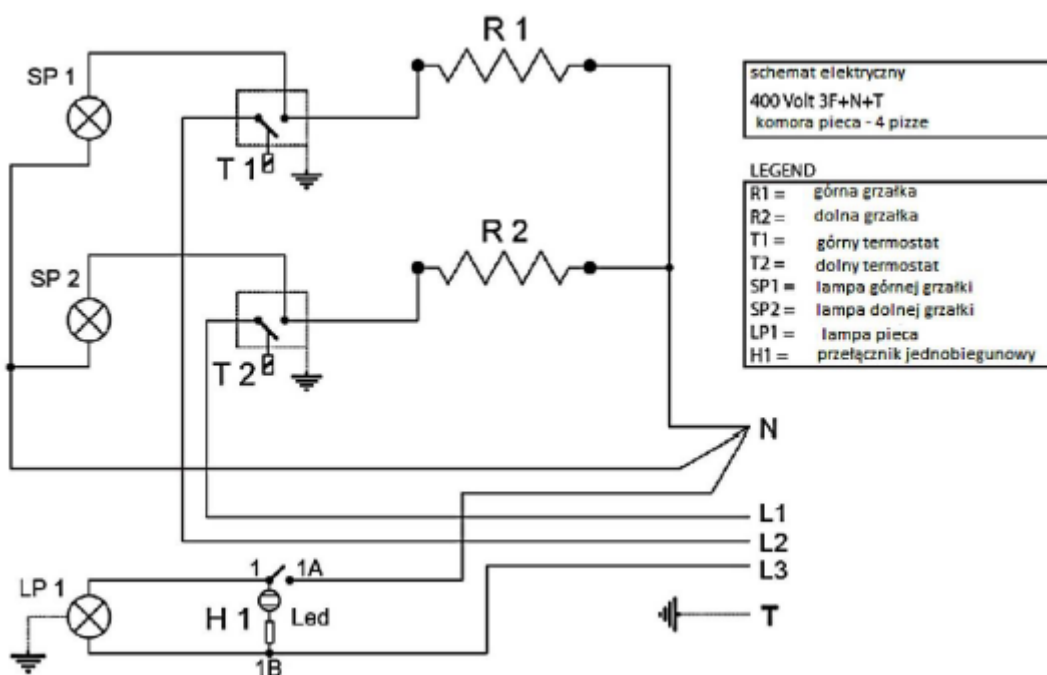 R 1
SP 1
T 1
R 2
SP 2
T 2
schemat elektryczny
400 Volt 3F+N+T
komora pieca - 4 pizze
LEGEND
R1 = górna grzałka
R2 = dolna grzałka
T1 = górny termostat
T2 = dolny termostat
SP1 = lampa górnej grzałki
SP2 = lampa dolnej grzałki
LP1 = lampa pieca
H1 = przełącznik jednobiegunowy
N
L1
L2
L3
T
LP 1
1 1A
H 1 Led
1B